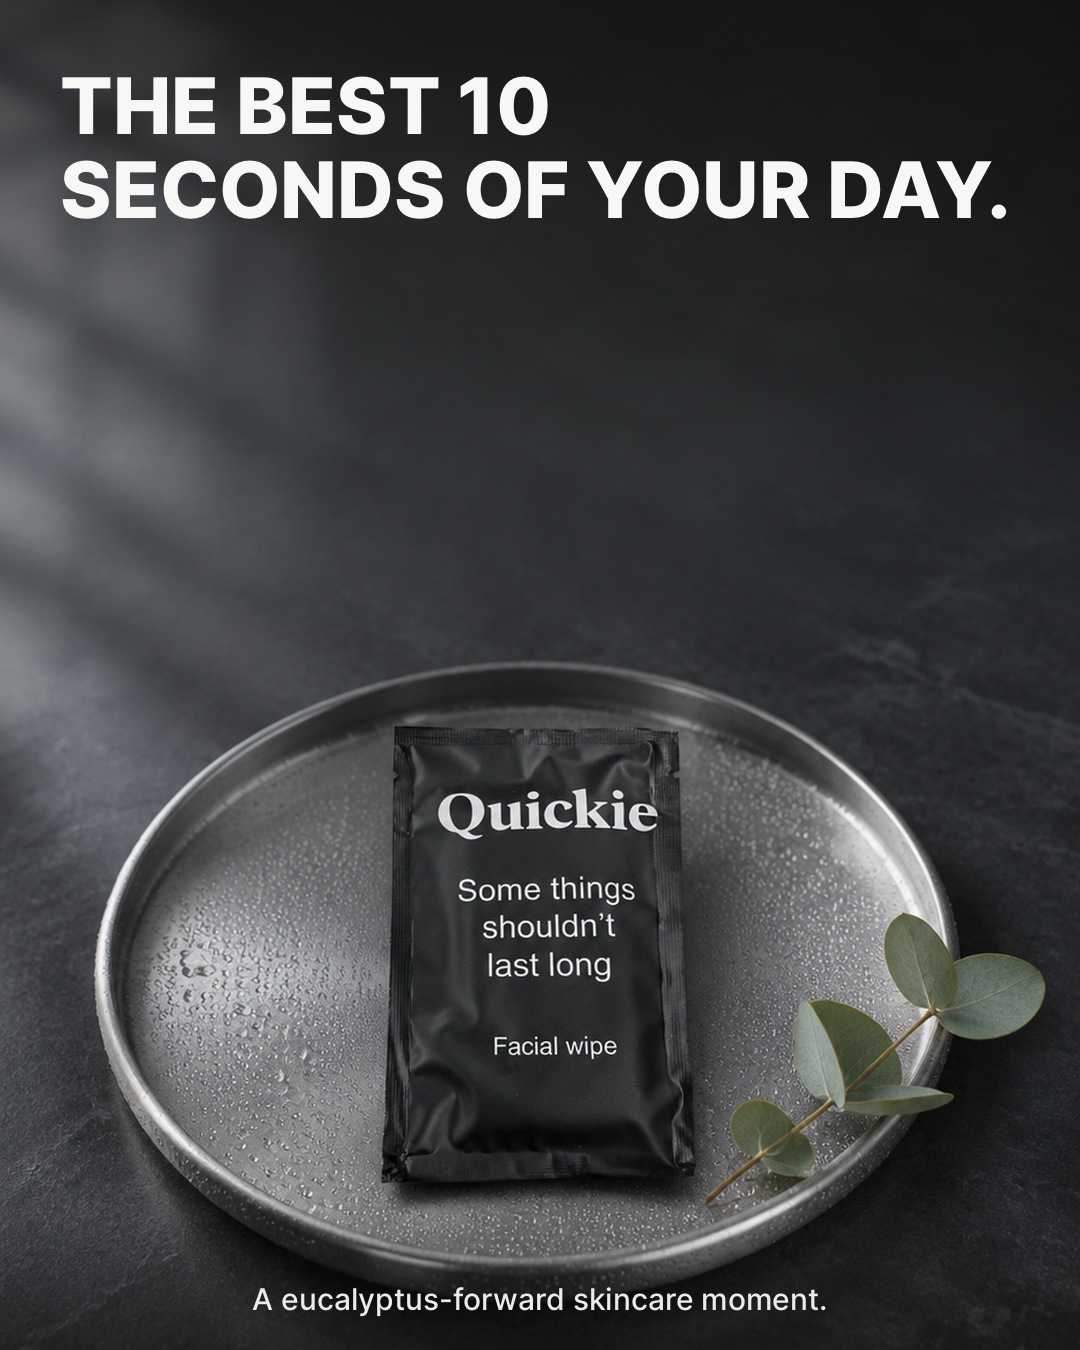 THE BEST 10
SECONDS OF YOUR DAY.
Quickie
Some things
shouldn't
last long
Facial wipe
A eucalyptus-forward skincare moment.